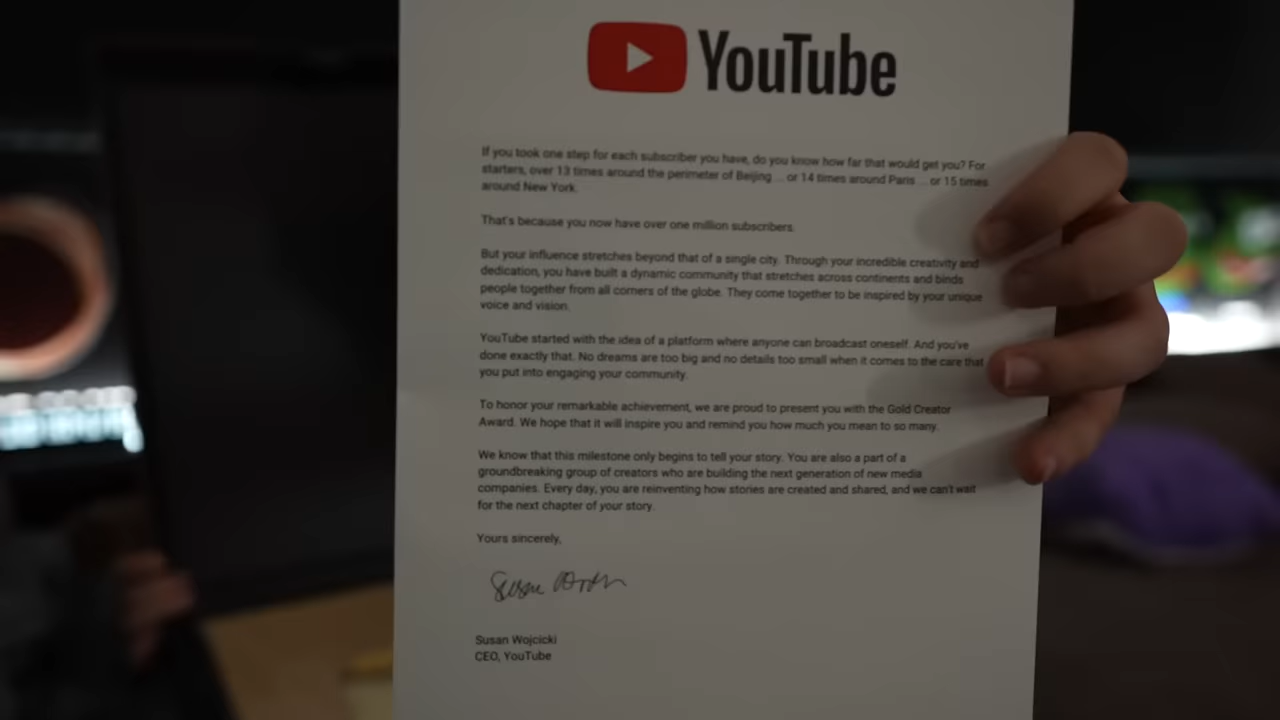 YouTube
If you took one step for each subscriber you have, do you know how far that would get you? For
starters, over 13 times around the perimeter of Beijing ... or 14 times around Paris ... or 15 times
around New York.
That's because you now have over one million subscribers.
But your influence stretches beyond that of a single city. Through your incredible creativity and
dedication, you have built a dynamic community that stretches across continents and binds
people together from all corners of the globe. They come together to be inspired by your unique
voice and vision.
YouTube started with the idea of a platform where anyone can broadcast oneself. And you've
done exactly that. No dreams are too big and no details too small when it comes to the care that
you put into engaging your community.
To honor your remarkable achievement, we are proud to present you with the Gold Creator
Award. We hope that it will inspire you and remind you how much you mean to so many.
We know that this milestone only begins to tell your story. You are also a part of a
groundbreaking group of creators who are building the next generation of new media
companies. Every day, you are reinventing how stories are created and shared, and we can't wait
for the next chapter of your story.
Yours sincerely,
Susan Wojcicki
CEO, YouTube